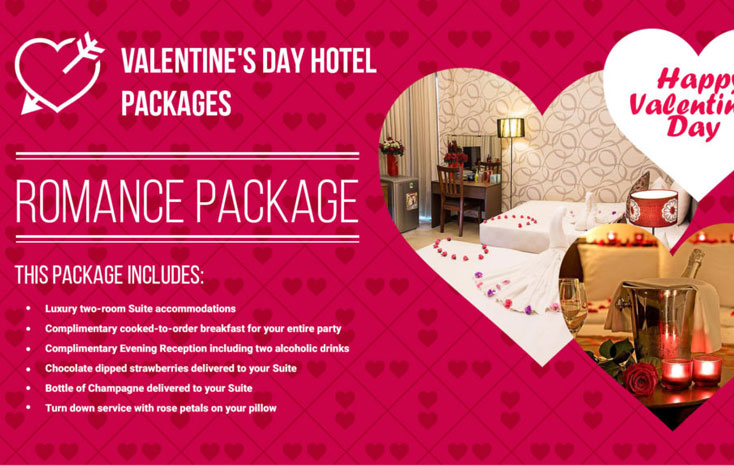 VALENTINE'S DAY HOTEL
PACKAGES
ROMANCE PACKAGE
THIS PACKAGE INCLUDES:
• Luxury two-room Suite accommodations
• Complimentary cooked-to-order breakfast for your entire party
• Complimentary Evening Reception including two alcoholic drinks
• Chocolate dipped strawberries delivered to your Suite
• Bottle of Champagne delivered to your Suite
• Turn down service with rose petals on your pillow
Happy
Day